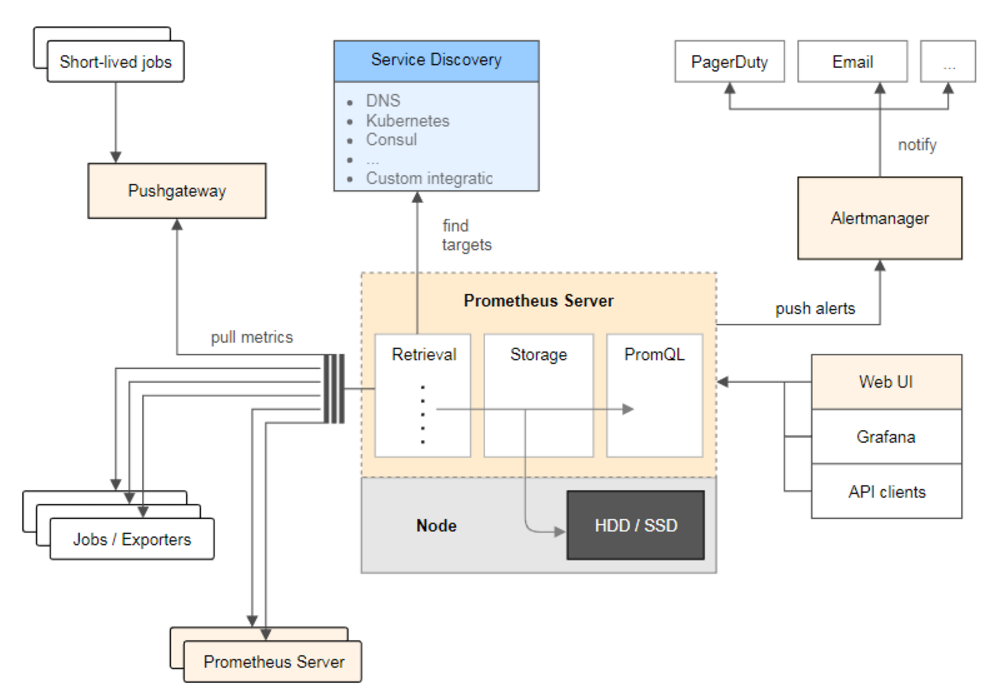 Short-lived jobs
Service Discovery
DNS
Kubernetes
Consul
...
Custom integratic
PagerDuty
Email
...
notify
Pushgateway
Alertmanager
find
targets
Prometheus Server
push alerts
pull metrics
Retrieval
Storage
PromQL
Web UI
Grafana
API clients
Node
HDD / SSD
Jobs / Exporters
Prometheus Server